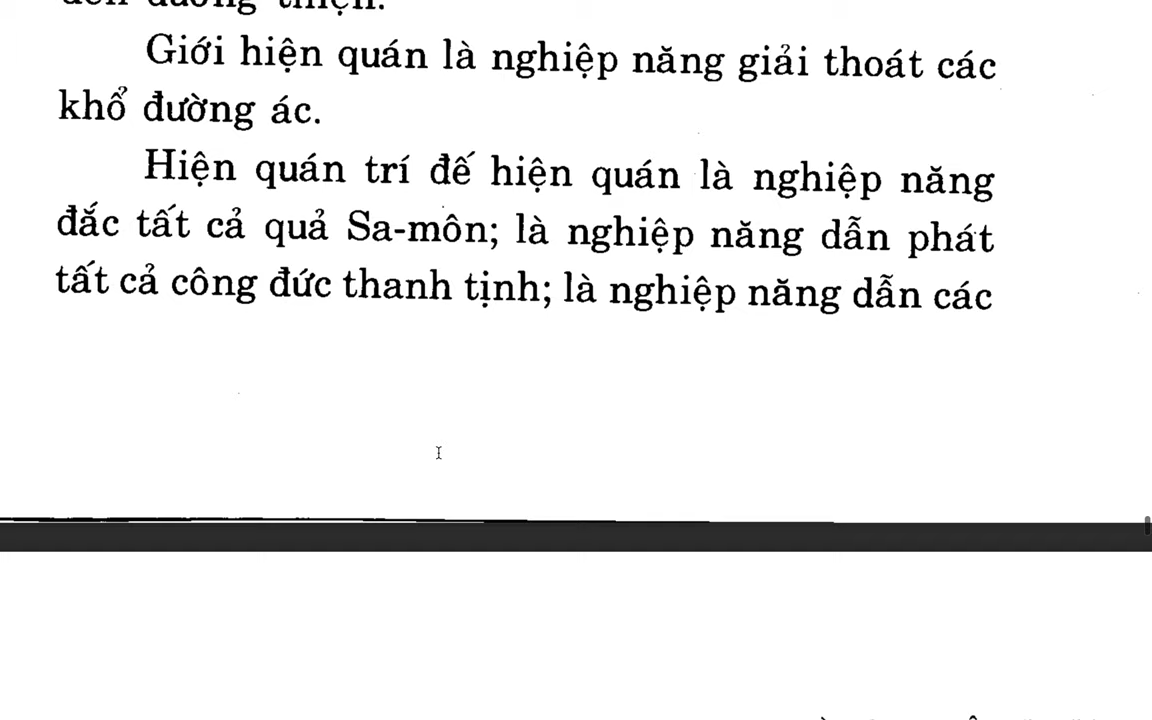 Giới hiện quán là nghiệp năng giải thoát các
khổ đường ác.
Hiện quán trí đế hiện quán là nghiệp năng
đắc tất cả quả Sa-môn; là nghiệp năng dẫn phát
tất cả công đức thanh tịnh; là nghiệp năng dẫn các